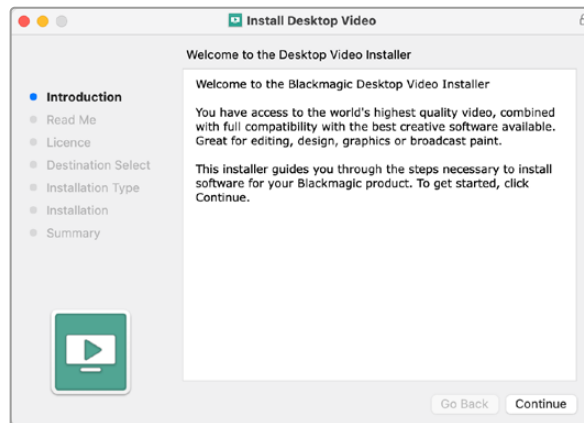 Install Desktop Video
Welcome to the Desktop Video Installer
Introduction
Read Me
Licence
Destination Select
Installation Type
Installation
Summary
Welcome to the Blackmagic Desktop Video Installer
You have access to the world's highest quality video, combined
with full compatibility with the best creative software available.
Great for editing, design, graphics or broadcast paint.
This installer guides you through the steps necessary to install
software for your Blackmagic product. To get started, click
Continue.
Go Back
Continue